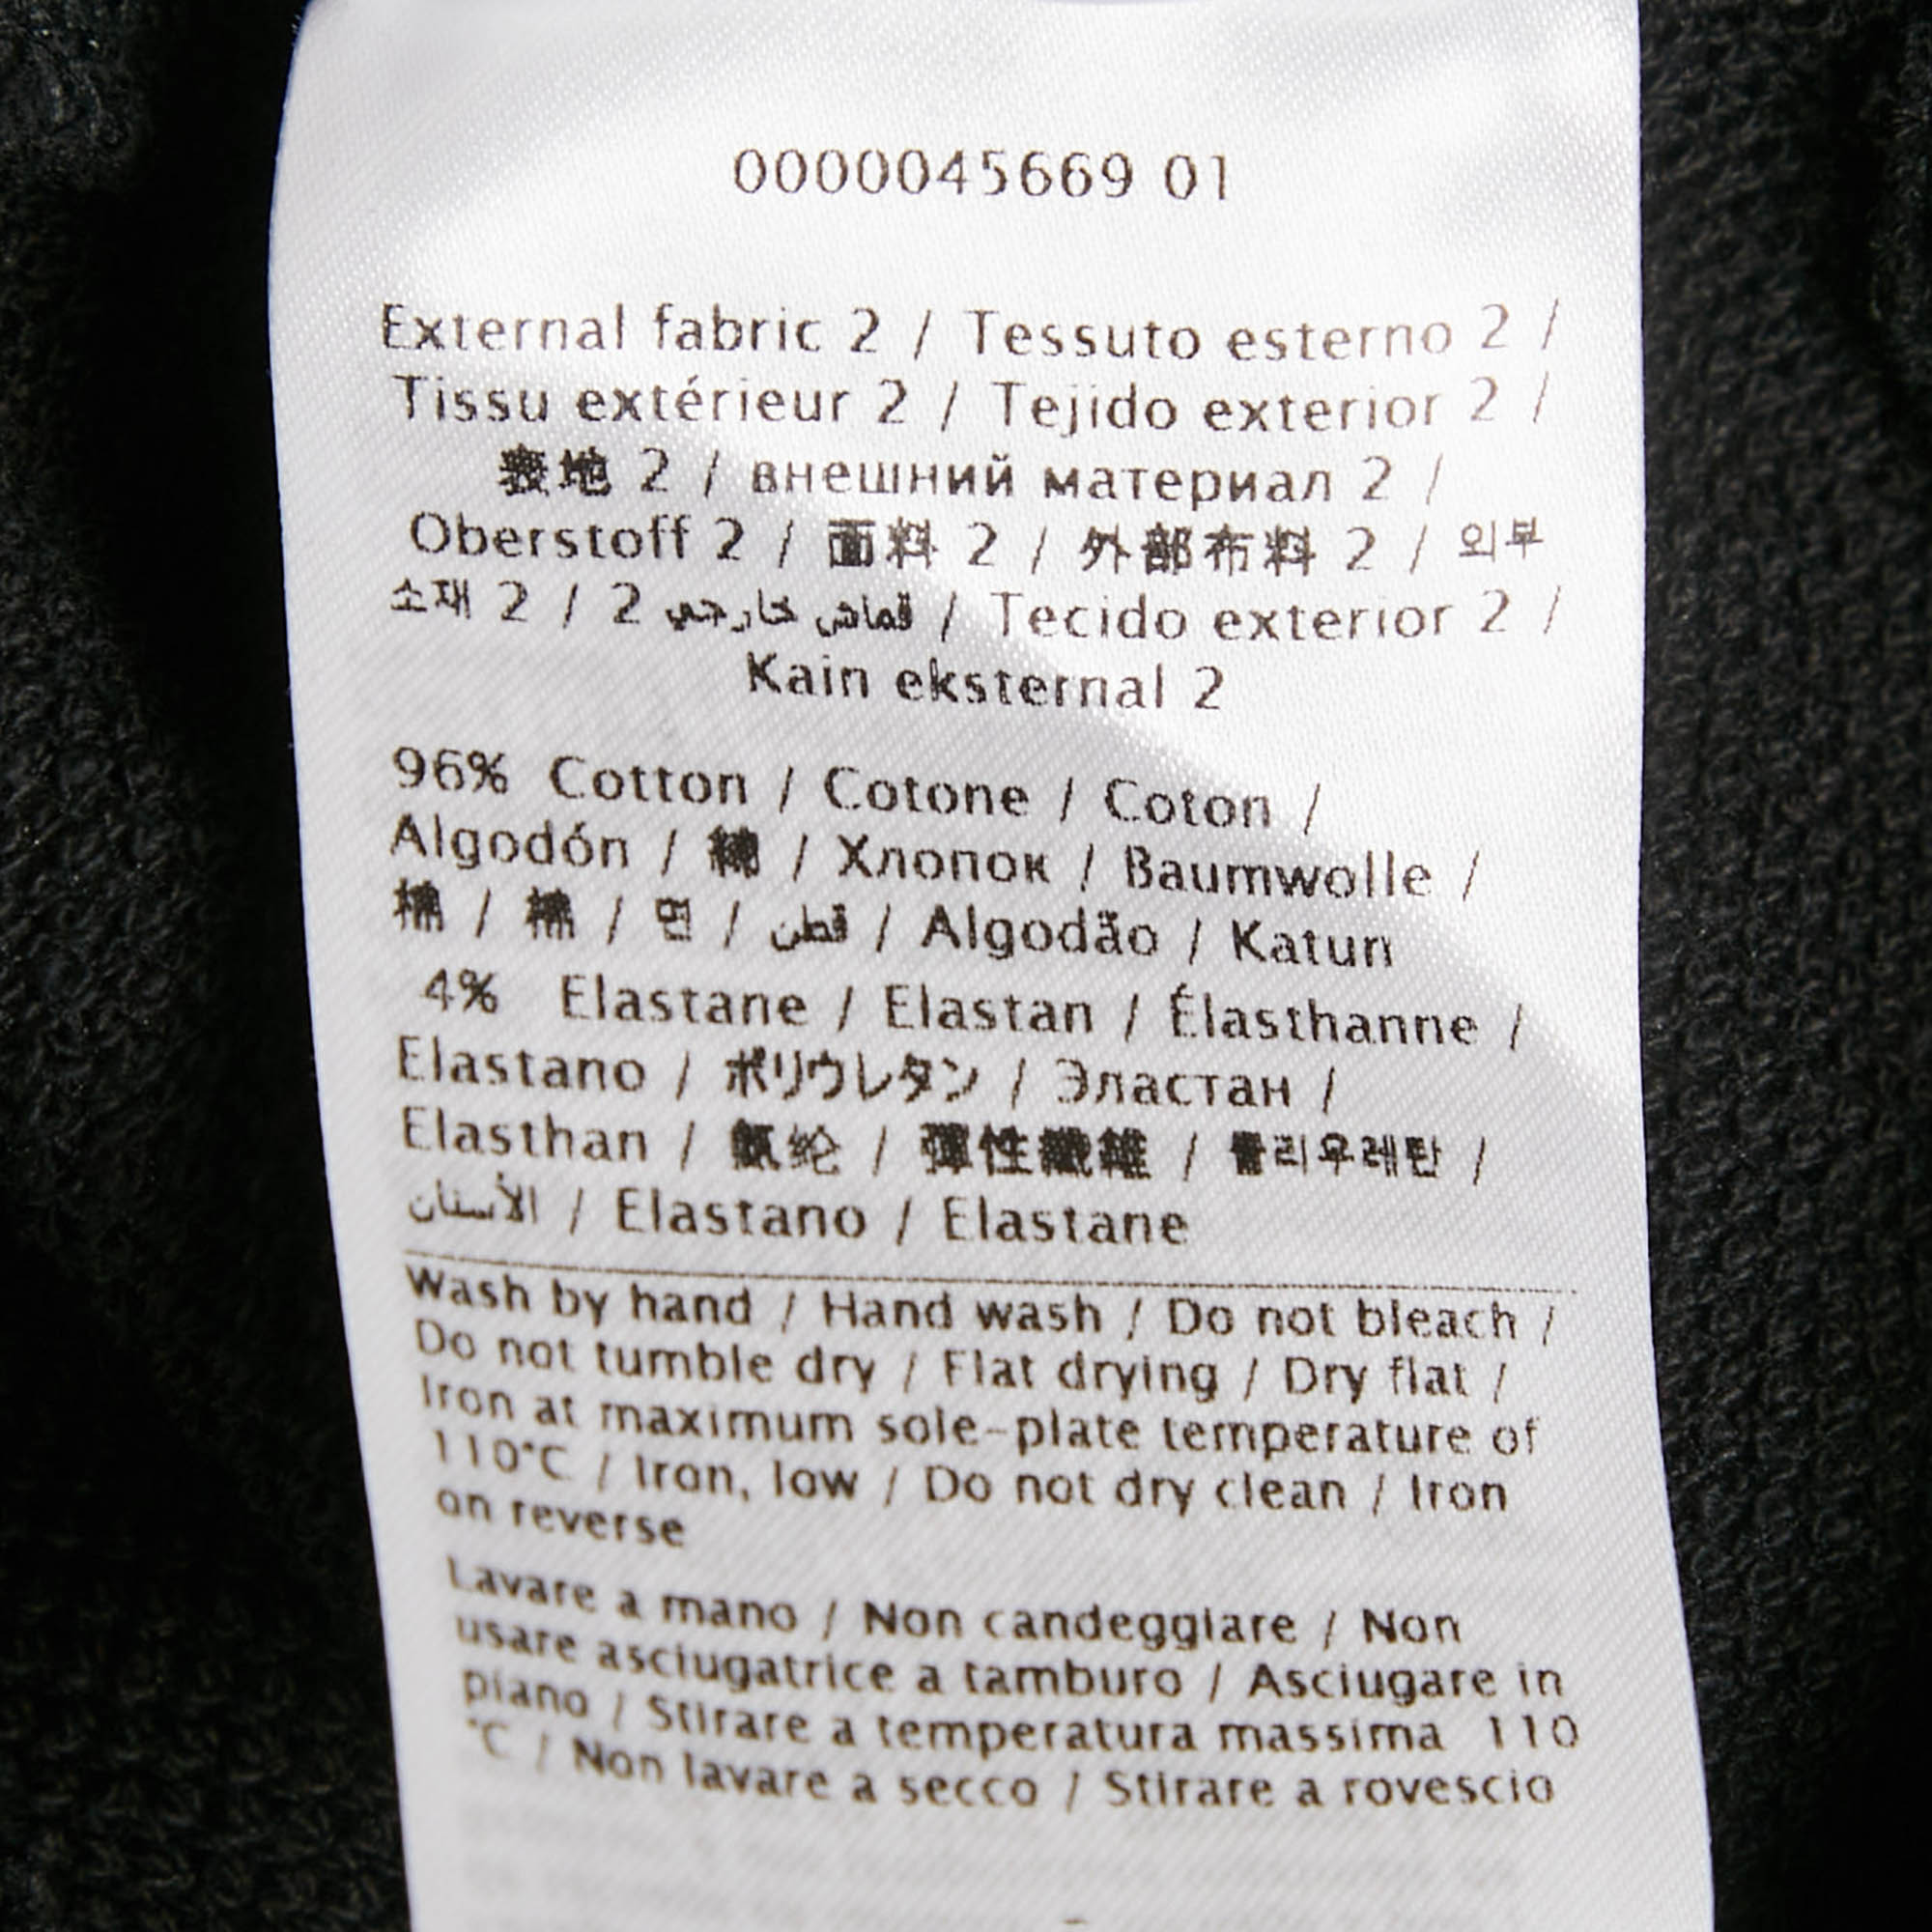 0000045669 01
External fabric 2 / Tessuto esterno 2 /
Tissu extérieur 2 / Tejido exterior 2 /
表地 2 / внешний материал 2 /
Oberstoff 2 / 面料 2 / 外部布料 2 / 외부
소재 2 / 2 قماش خارجي / Tecido exterior 2 /
Kain eksternal 2
96% Cotton / Cotone / Coton /
Algodón / 綿 / Хлопок / Baumwolle /
棉 / 棉 / 면 / قطن / Algodão / Katun
4% Elastane / Elastan / Élasthanne /
Elastano / ポリウレタン / Эластан /
Elasthan / 氨纶 / 彈性纖維 / 폴리우레탄 /
الأستان / Elastano / Elastane
Wash by hand / Hand wash / Do not bleach /
Do not tumble dry / Flat drying / Dry flat /
Iron at maximum sole-plate temperature of
110°C / Iron, low / Do not dry clean / Iron
on reverse
Lavare a mano / Non candeggiare / Non
usare asciugatrice a tamburo / Asciugare in
piano / Stirare a temperatura massima 110
°C / Non lavare a secco / Stirare a rovescio